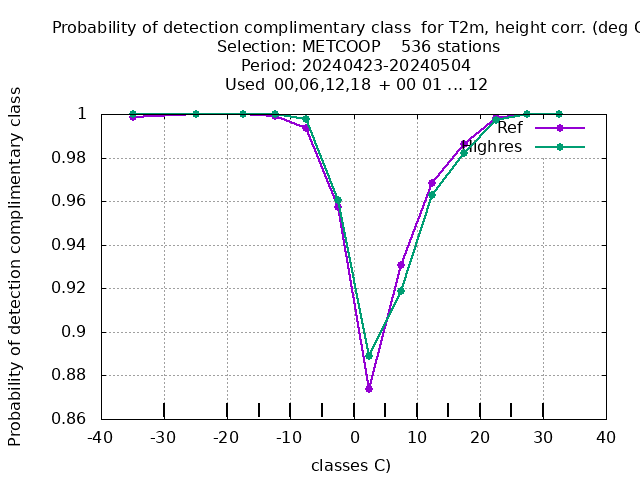 Probability of detection complimentary class for T2m, height corr. (deg
Selection: METCOOP 536 stations
Period: 20240423-20240504
Used 00,06,12,18 + 00 01 ... 12
Probability of detection complimentary class
1
0.98
0.96
0.94
0.92
0.9
0.88
0.86
Ref
Highres
-40 -30 -20 -10 0 10 20 30 40
classes C)